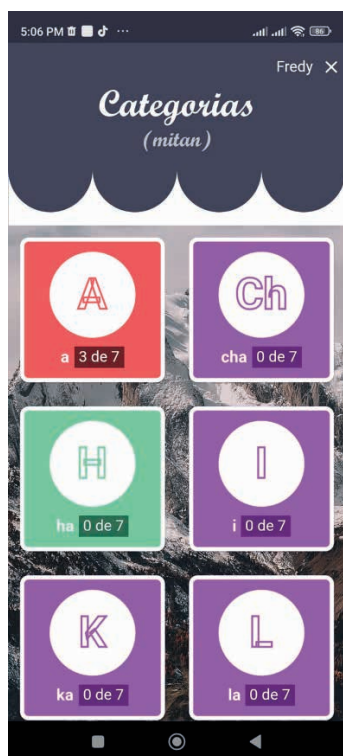 5:06 PM ... 86
Fredy ×
Categorias
(mitan)
A
a 3 de 7
Ch
cha 0 de 7
H
ha 0 de 7
I
i 0 de 7
K
ka 0 de 7
L
la 0 de 7